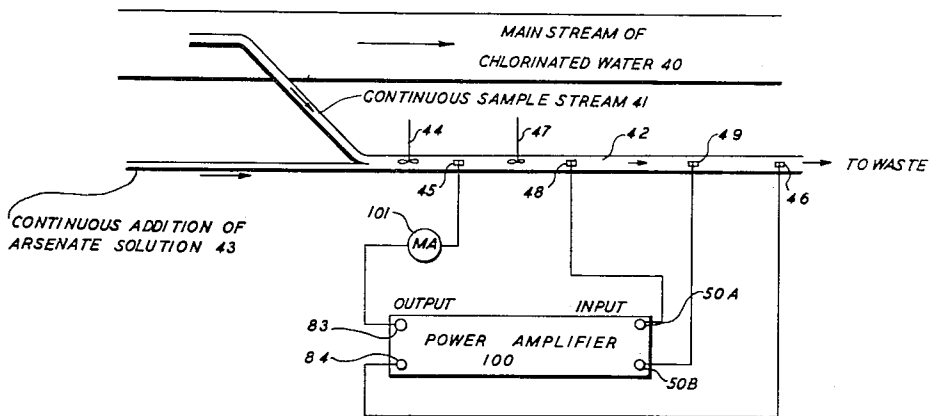 MAIN STREAM OF
CHLORINATED WATER 40
CONTINUOUS SAMPLE STREAM 41
44
47
42
49
45
48
46
TO WASTE
CONTINUOUS ADDITION OF
ARSENATE SOLUTION 43
101
MA
OUTPUT
INPUT
50A
83
POWER AMPLIFIER
84
100
50B